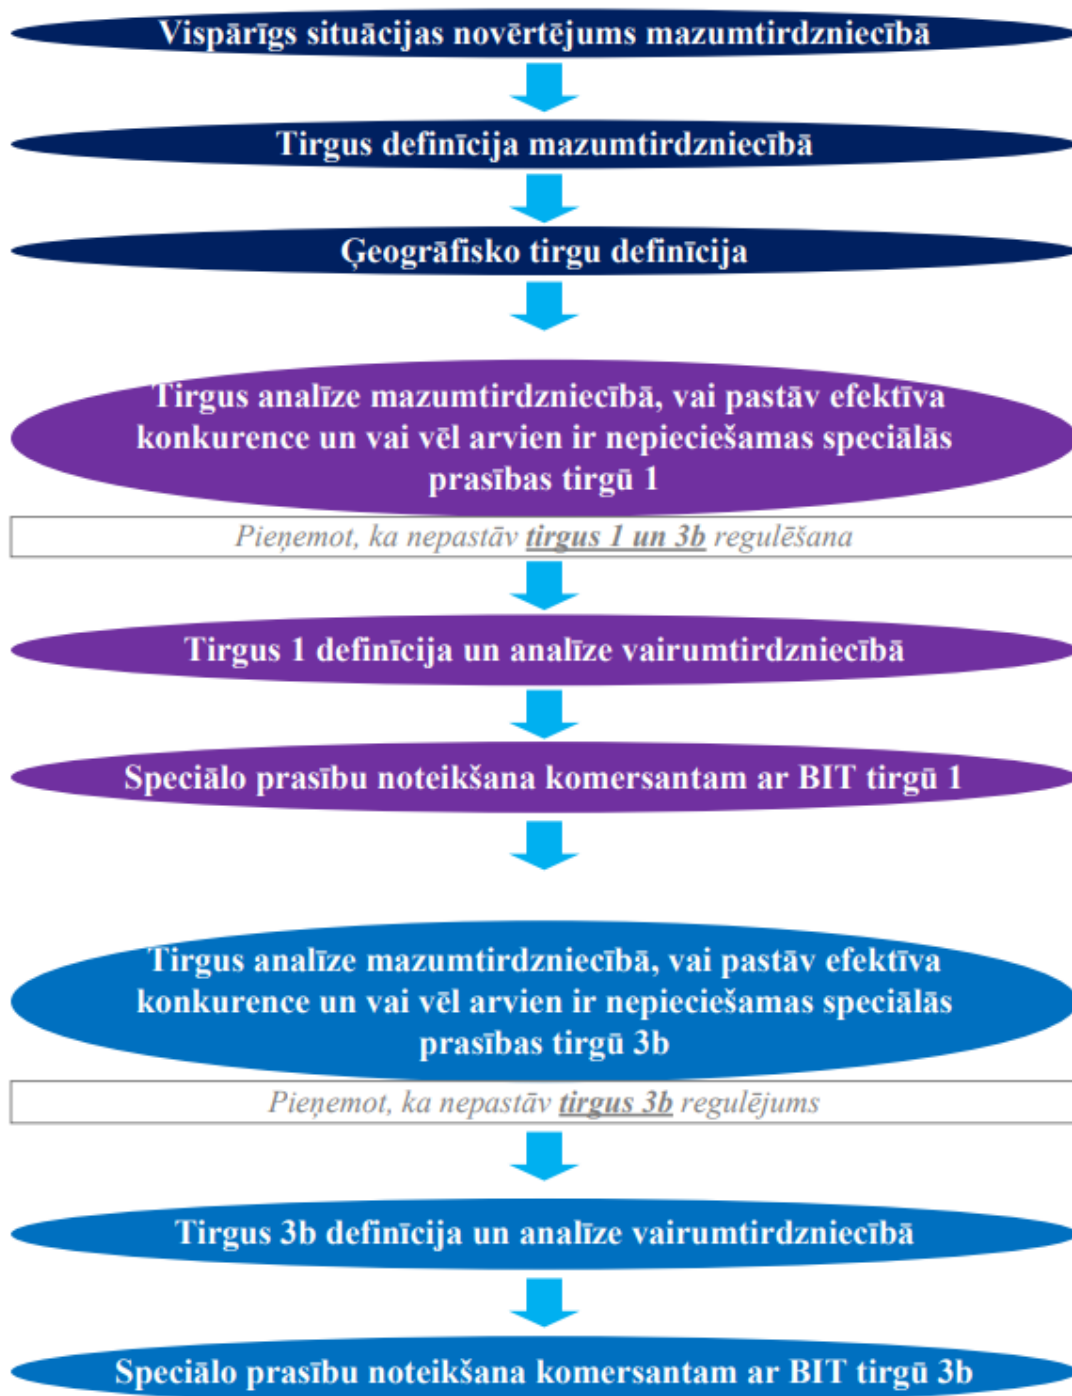 Vispārīgs situācijas novērtējums mazumtirdzniecībā
Tirgus definīcija mazumtirdzniecībā
Ģeogrāfisko tirgu definīcija
Tirgus analīze mazumtirdzniecībā, vai pastāv efektīva
konkurence un vai vēl arvien ir nepieciešamas speciālās
prasības tirgū 1
Pieņemot, ka nepastāv tirgus 1 un 3b regulēšana
Tirgus 1 definīcija un analīze vairumtirdzniecībā
Speciālo prasību noteikšana komersantam ar BIT tirgū 1
Tirgus analīze mazumtirdzniecībā, vai pastāv efektīva
konkurence un vai vēl arvien ir nepieciešamas speciālās
prasības tirgū 3b
Pieņemot, ka nepastāv tirgus 3b regulējums
Tirgus 3b definīcija un analīze vairumtirdzniecībā
Speciālo prasību noteikšana komersantam ar BIT tirgū 3b